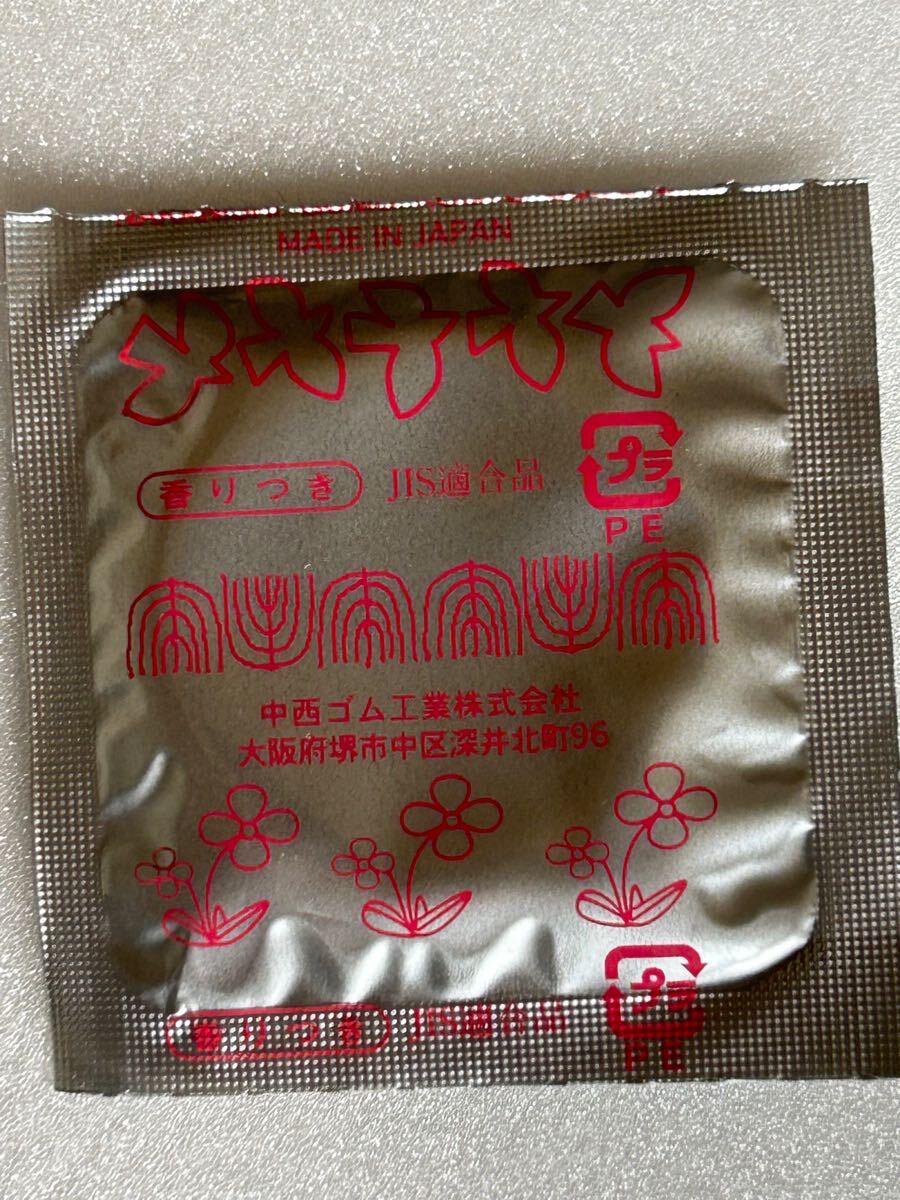 MADE IN JAPAN
香りつき JIS適合品 プラ
PE
中西ゴム工業株式会社
大阪府堺市中区深井北町96
香りつき JIS適合品 プラ
PE